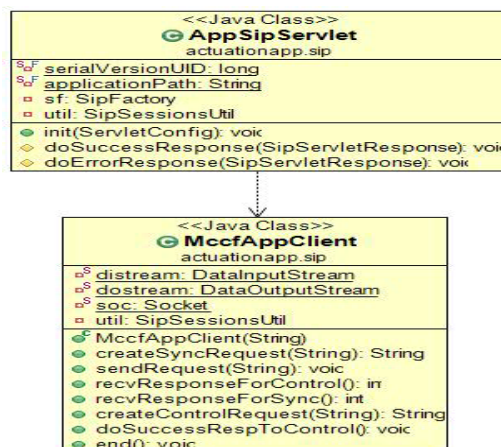 <<Java Class>>
AppSipServlet
actuationapp.sip
serialVersionUID: long
applicationPath: String
sf: SipFactory
util: SipSessionsUtil
init(ServletConfig): voic
doSuccessResponse(SipServletResponse): voic
doErrorResponse(SipServletResponse): voic
<<Java Class>>
MccfAppClient
actuationapp.sip
distream: DataInputStream
dostream: DataOutputStream
soc: Socket
util: SipSessionsUtil
MccfAppClient(String)
createSyncRequest(String): String
sendRequest(String): voic
recvResponseForControl(): in
recvResponseForSync(): int
createControlRequest(String): String
doSuccessRespToControl(): voic
end(): voic